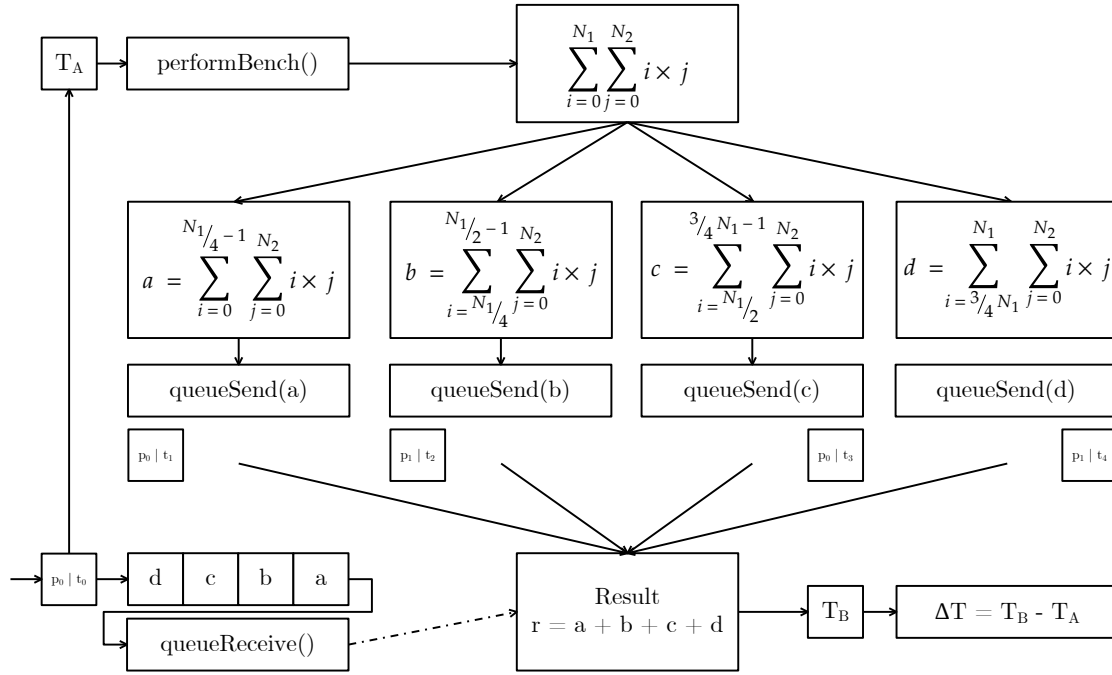 T_A
performBench()
∑_{i = 0}^{N_1} ∑_{j = 0}^{N_2} i × j
a = ∑_{i = 0}^{N_1/4 − 1} ∑_{j = 0}^{N_2} i × j
b = ∑_{i = N_1/4}^{N_1/2 − 1} ∑_{j = 0}^{N_2} i × j
c = ∑_{i = N_1/2}^{3/4 N_1 − 1} ∑_{j = 0}^{N_2} i × j
d = ∑_{i = 3/4 N_1}^{N_1} ∑_{j = 0}^{N_2} i × j
queueSend(a)
queueSend(b)
queueSend(c)
queueSend(d)
p_0 | t_1
p_1 | t_2
p_0 | t_3
p_1 | t_4
p_0 | t_0
d
c
b
a
queueReceive()
Result
r = a + b + c + d
T_B
ΔT = T_B - T_A